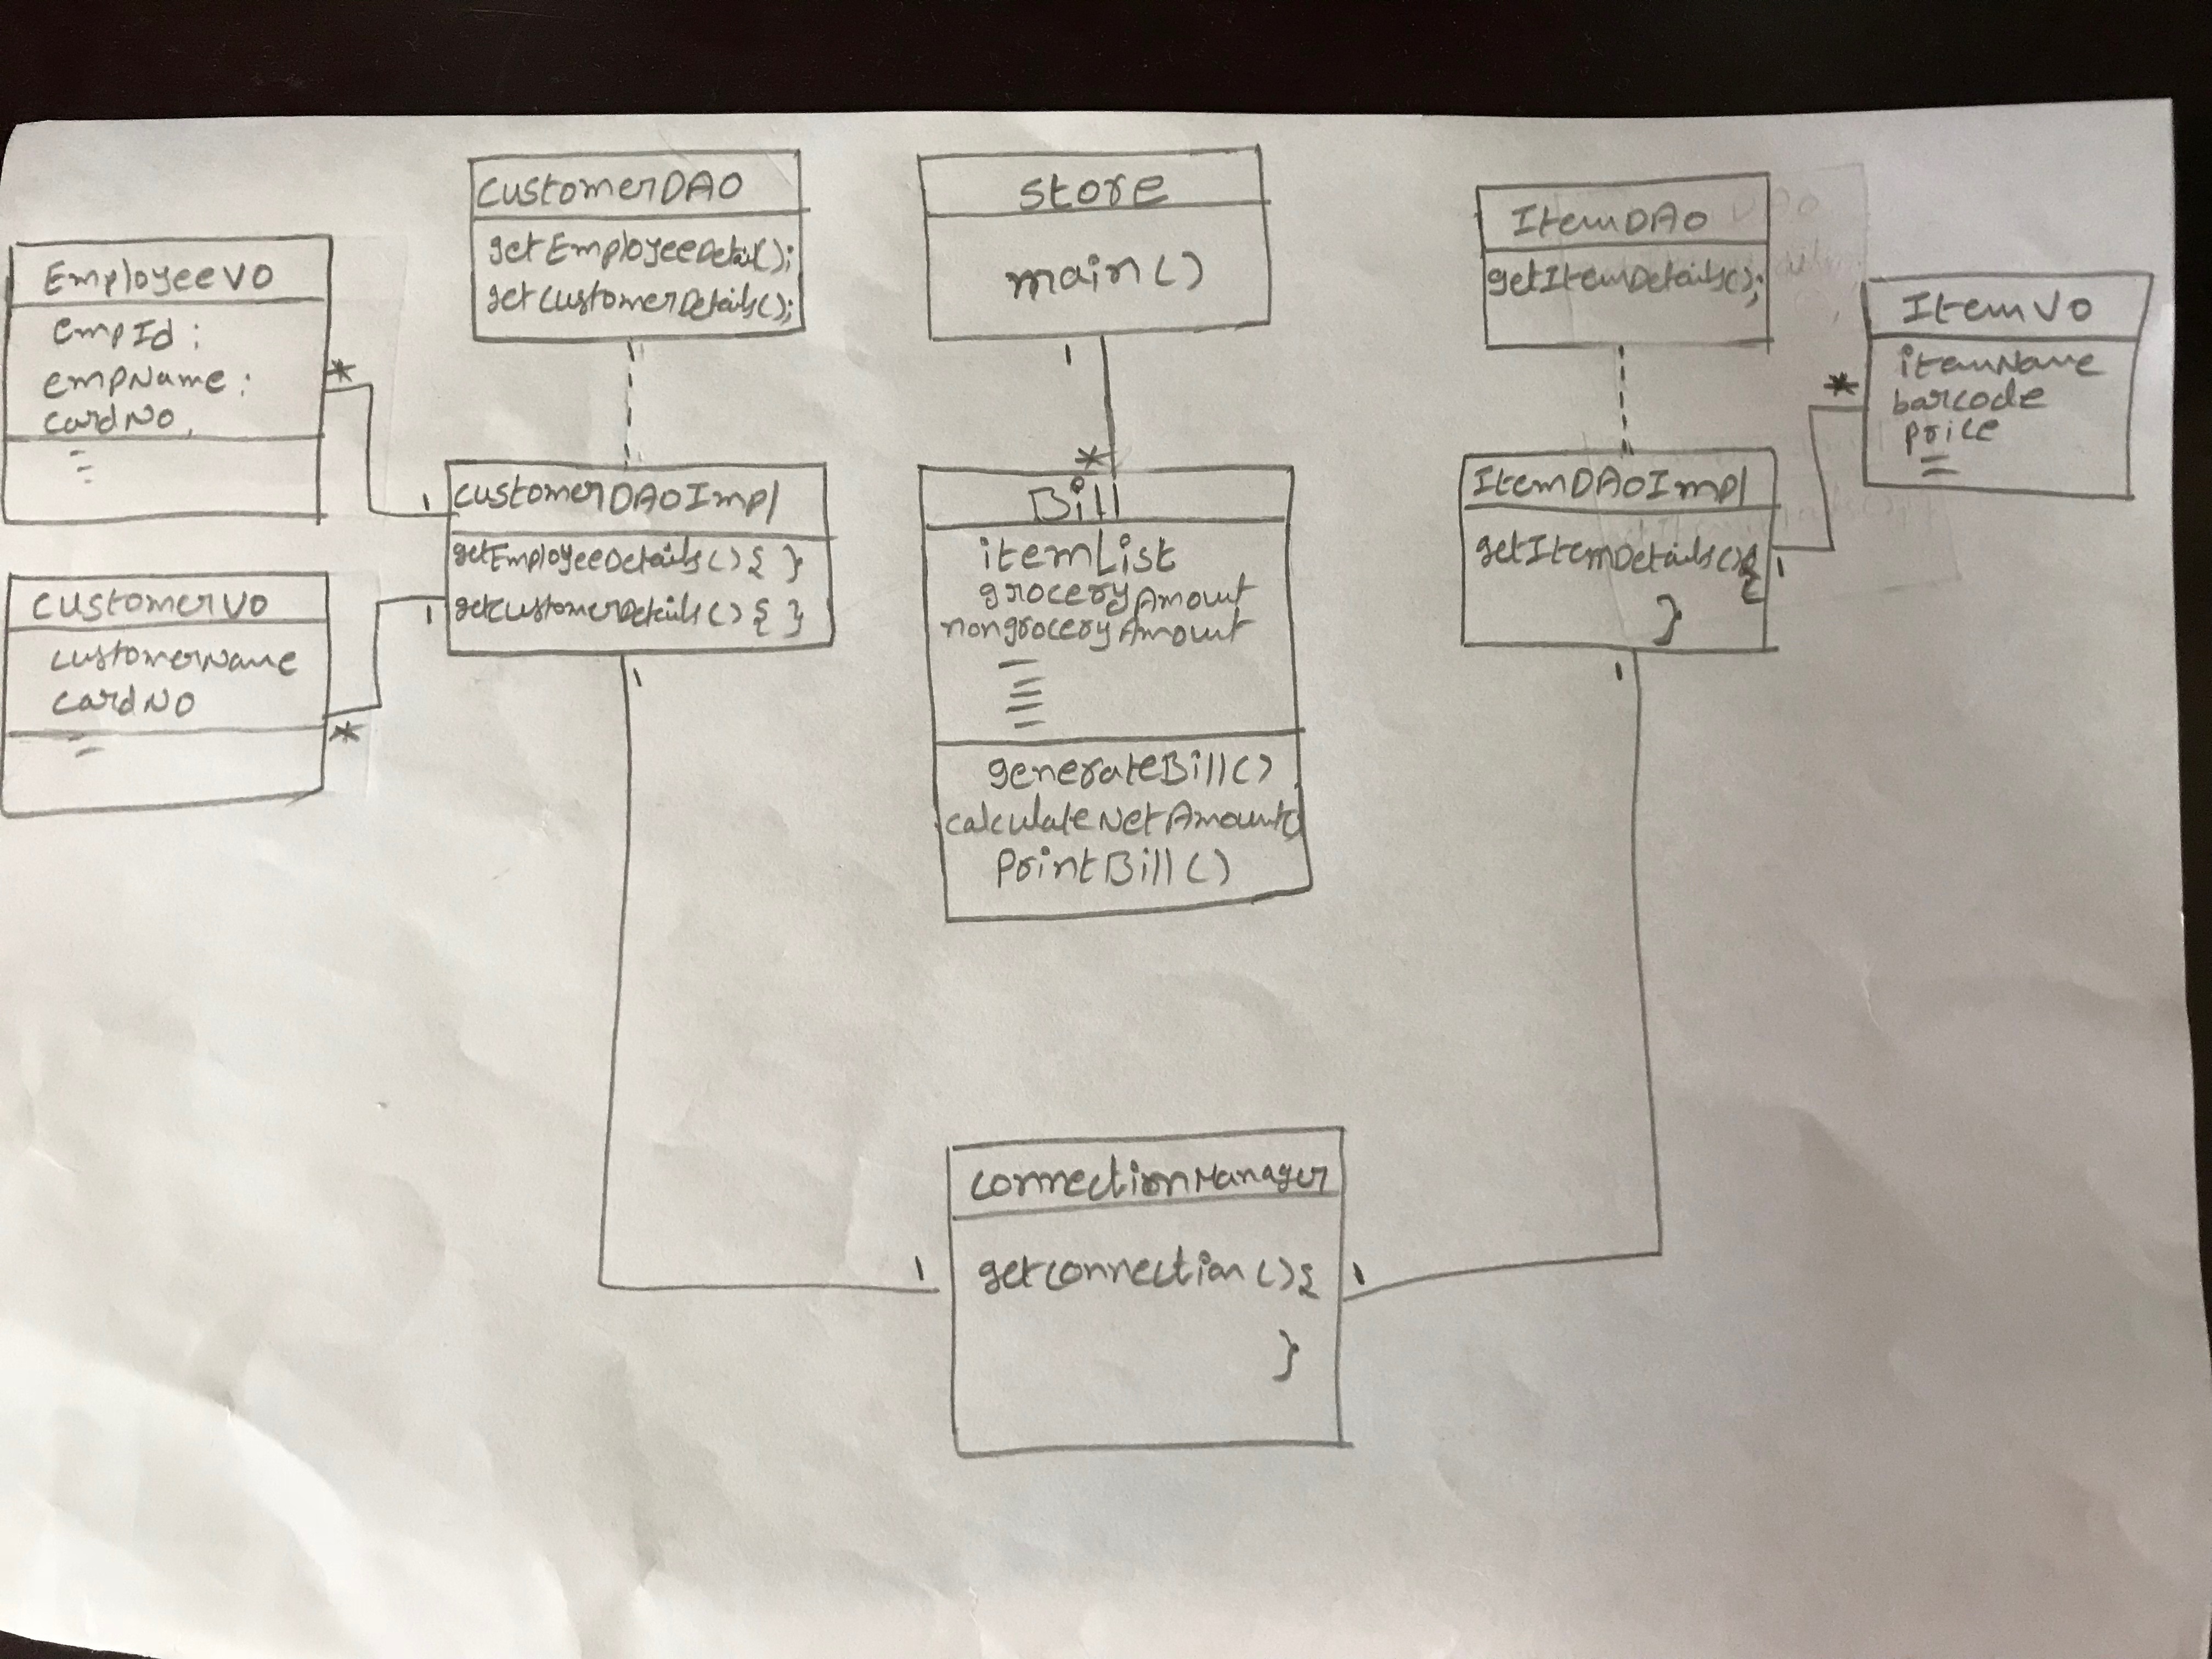 CustomerDAO
getEmployeeDetail();
getCustomerDetails();
store
main()
ItemDAO
getItemDetails();
EmployeeVO
empId:
empName:
cardNo,
ItemVO
itemName
barcode
price
*
1
*
*
1
customerDAOImpl
getEmployeeDetails() { }
getCustomerDetails() { }
1
1
Bill
itemList
groceryAmount
nongroceryAmount
generateBill()
calculateNetAmount()
PrintBill()
ItemDAOImpl
getItemDetails(){
}
1
1
customerVO
customerName
cardNo
*
connectionManager
getconnection(){
}
1
1